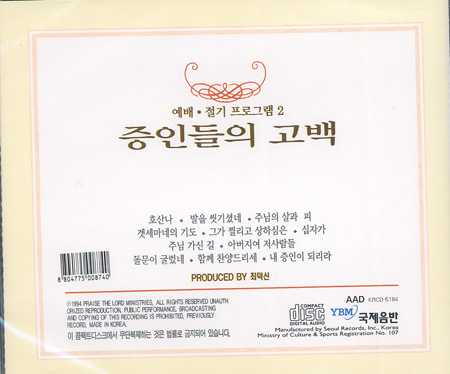 예배 • 절기 프로그램 2
증인들의 고백
호산나 • 발을 씻기셨네 • 주님의 살과 피
겟세마네의 기도 • 그가 찔리고 상하심은 • 십자가
주님 가신 길 • 아버지여 저사람들
돌문이 굴렀네 • 함께 찬양드리세 • 내 증인이 되리라
PRODUCED BY 최덕신
8 804775 008740
℗1994 PRAISE THE LORD MINISTRIES, ALL RIGHTS RESERVED UNAUTH
ORIZED REPRODUCTION, PUBLIC PERFORMANCE, BROADCASTING
AND COPYING OF THIS RECORDING IS PROHIBITED, PREVIOUSLY
RECORD, MADE IN KOREA.
이 콤팩트디스크에서 무단복제하는 것은 법률로 금지되어 있습니다.
AAD KRCD-5184
COMPACT
disc
DIGITAL AUDIO
YBM 국제음반
Manufactured by Seoul Records, Inc., Korea
Ministry of Culture & Sports Registration No. 107